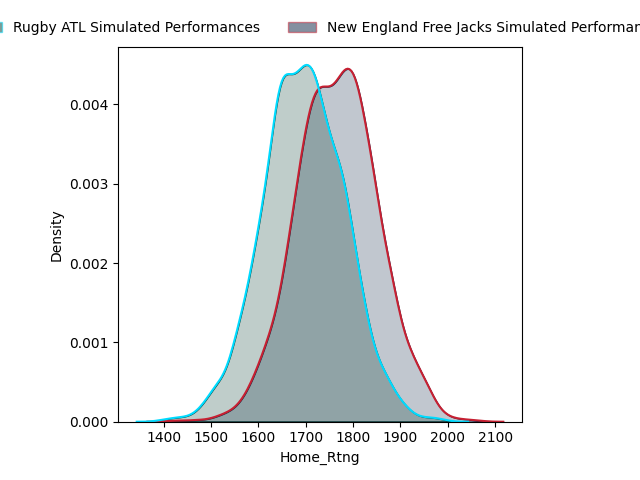 Rugby ATL Simulated Performances
New England Free Jacks Simulated Performan
0.004
0.003
0.002
0.001
0.000
Density
1400 1500 1600 1700 1800 1900 2000 2100
Home_Rtng